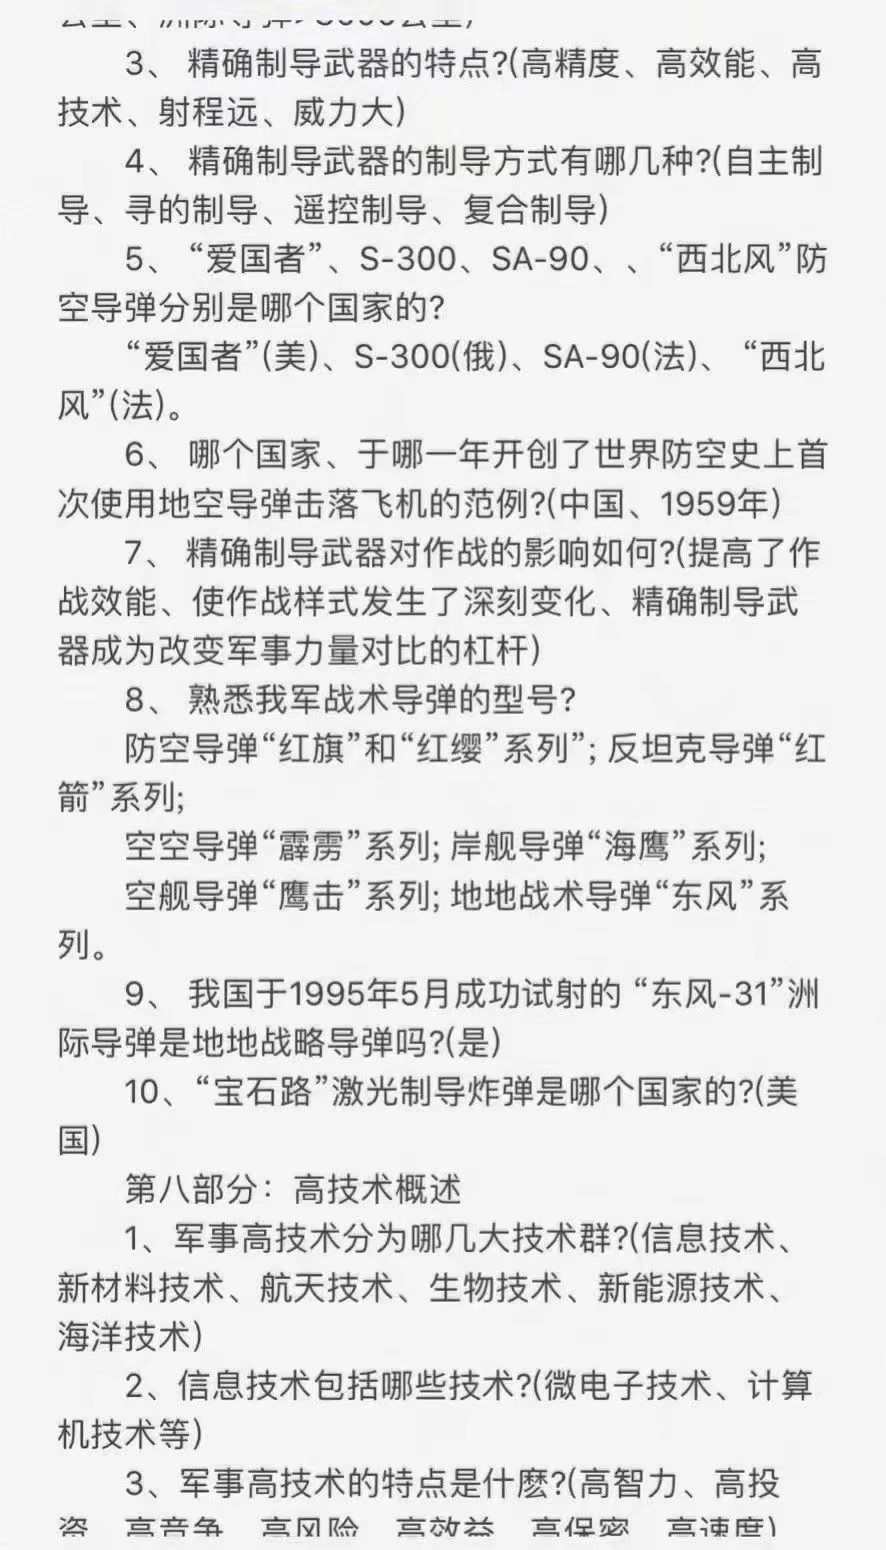 3、 精确制导武器的特点?(高精度、高效能、高
技术、射程远、威力大)
4、 精确制导武器的制导方式有哪几种?(自主制
导、寻的制导、遥控制导、复合制导)
5、 “爱国者”、S-300、SA-90、、“西北风”防
空导弹分别是哪个国家的?
“爱国者”(美)、S-300(俄)、SA-90(法)、 “西北
风”(法)。
6、 哪个国家、于哪一年开创了世界防空史上首
次使用地空导弹击落飞机的范例?(中国、1959年)
7、 精确制导武器对作战的影响如何?(提高了作
战效能、使作战样式发生了深刻变化、精确制导武
器成为改变军事力量对比的杠杆)
8、 熟悉我军战术导弹的型号?
防空导弹“红旗”和“红缨”系列”; 反坦克导弹“红
箭”系列;
空空导弹“霹雳”系列; 岸舰导弹“海鹰”系列;
空舰导弹“鹰击”系列; 地地战术导弹“东风”系
列。
9、 我国于1995年5月成功试射的 “东风-31”洲
际导弹是地地战略导弹吗?(是)
10、“宝石路”激光制导炸弹是哪个国家的?(美
国)
第八部分：高技术概述
1、军事高技术分为哪几大技术群?(信息技术、
新材料技术、航天技术、生物技术、新能源技术、
海洋技术)
2、信息技术包括哪些技术?(微电子技术、计算
机技术等)
3、军事高技术的特点是什麽?(高智力、高投
资、高竞争、高风险、高效益、高保密、高速度)